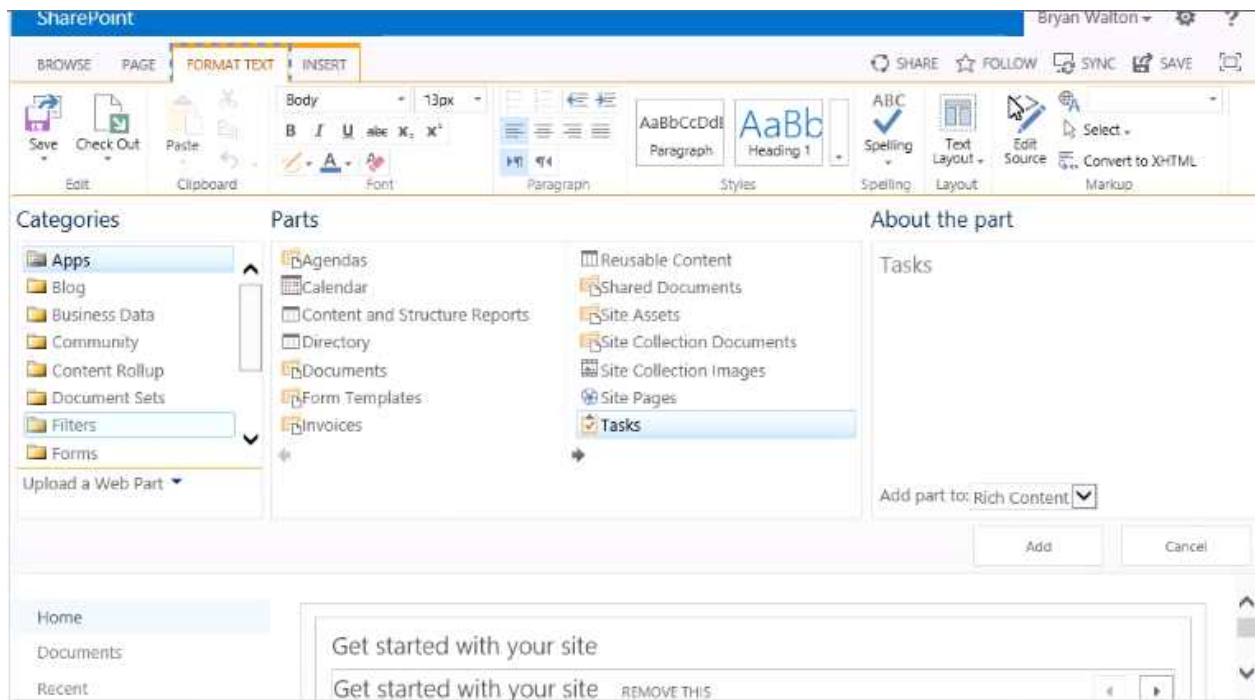 SharePoint
Bryan Walton
?
BROWSE
PAGE
FORMAT TEXT
INSERT
SHARE
FOLLOW
SYNC
SAVE
Save
Check Out
Edit
Paste
Clipboard
Body
13px
B I U abc X₂ X²
A
Font
Paragraph
AaBbCcDdE
Paragraph
AaBb
Heading 1
Styles
ABC
Spelling
Spelling
Text
Layout
Layout
Edit
Source
Select
Convert to XHTML
Markup
Categories
Apps
Blog
Business Data
Community
Content Rollup
Document Sets
Filters
Forms
Upload a Web Part
Parts
Agendas
Calendar
Content and Structure Reports
Directory
Documents
Form Templates
Invoices
Reusable Content
Shared Documents
Site Assets
Site Collection Documents
Site Collection Images
Site Pages
Tasks
About the part
Tasks
Add part to: Rich Content
Add
Cancel
Home
Documents
Recent
Get started with your site
Get started with your site REMOVE THIS